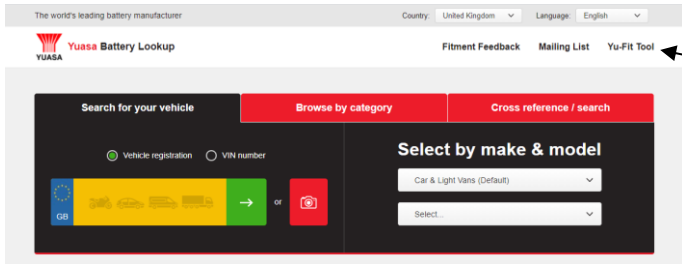 The world's leading battery manufacturer Country: United Kingdom Language: English
YUASA Yuasa Battery Lookup Fitment Feedback Mailing List Yu-Fit Tool
Search for your vehicle Browse by category Cross reference / search
Vehicle registration VIN number
GB or
Select by make & model
Car & Light Vans (Default)
Select...